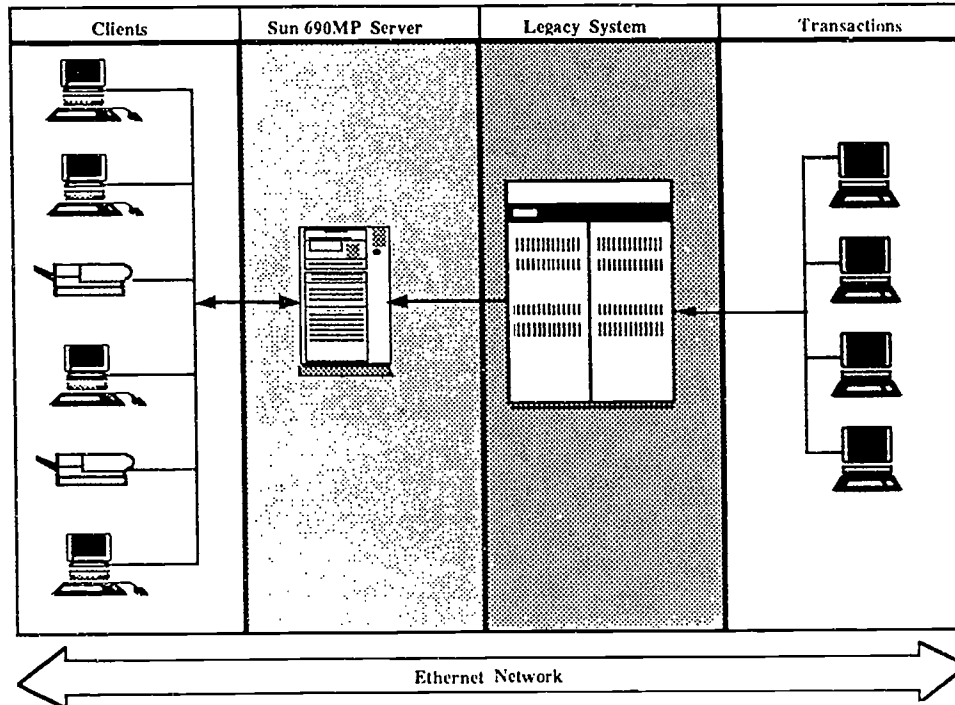 Clients
Sun 690MP Server
Legacy System
Transactions
Ethernet Network